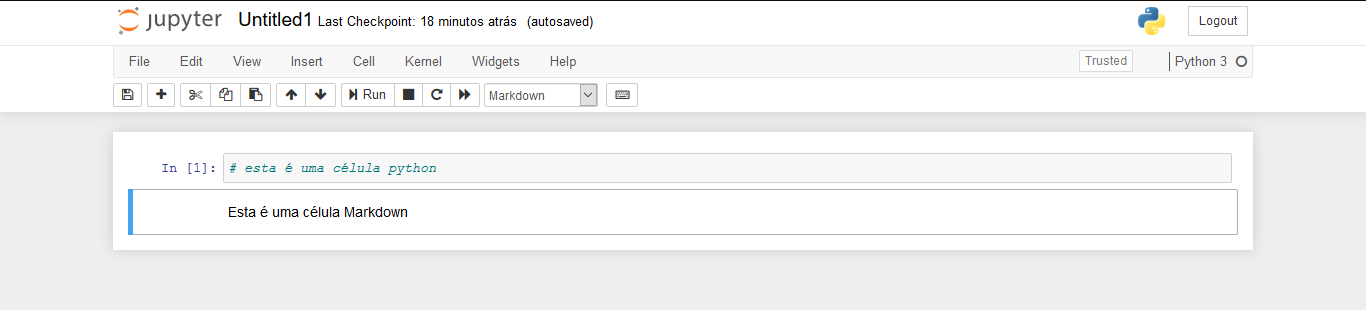 jupyter Untitled1 Last Checkpoint: 18 minutos atrás (autosaved) Logout
File Edit View Insert Cell Kernel Widgets Help Trusted Python 3
Run Markdown
In [1]: # esta é uma célula python
Esta é uma célula Markdown